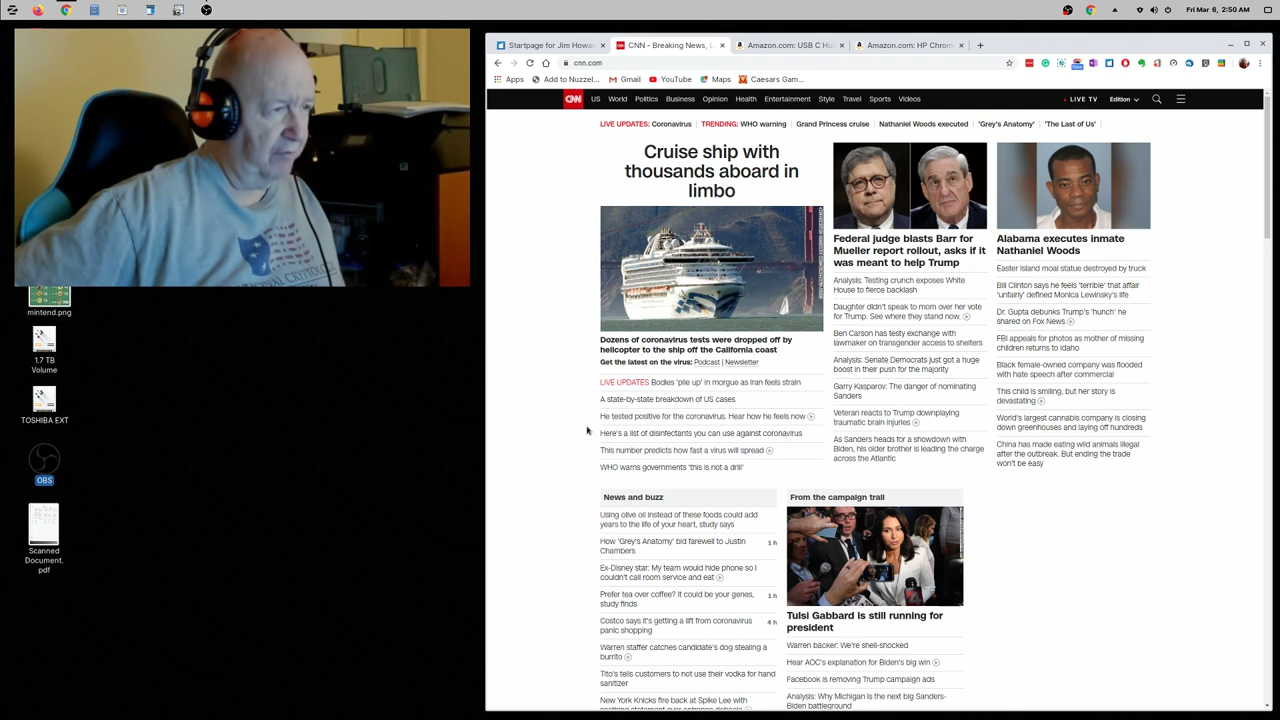 Fri Mar 6, 2:50 AM
Startpage for Jim Howar
CNN - Breaking News, L
Amazon.com: USB C Hu
Amazon.com: HP Chrom
cnn.com
Apps
Add to Nuzzel...
Gmail
YouTube
Maps
Caesars Gam...
CNN
US
World
Politics
Business
Opinion
Health
Entertainment
Style
Travel
Sports
Videos
LIVE TV
Edition
LIVE UPDATES: Coronavirus
TRENDING: WHO warning
Grand Princess cruise
Nathaniel Woods executed
'Grey's Anatomy'
'The Last of Us'
Cruise ship with
thousands aboard in
limbo
Dozens of coronavirus tests were dropped off by
helicopter to the ship off the California coast
Get the latest on the virus: Podcast | Newsletter
LIVE UPDATES Bodies 'pile up' in morgue as Iran feels strain
A state-by-state breakdown of US cases
He tested positive for the coronavirus. Hear how he feels now
Here's a list of disinfectants you can use against coronavirus
This number predicts how fast a virus will spread
WHO warns governments 'this is not a drill'
Federal judge blasts Barr for
Mueller report rollout, asks if it
was meant to help Trump
Analysis: Testing crunch exposes White
House to fierce backlash
Daughter didn't speak to mom over her vote
for Trump. See where they stand now.
Ben Carson has testy exchange with
lawmaker on transgender access to shelters
Analysis: Senate Democrats just got a huge
boost in their push for the majority
Garry Kasparov: The danger of nominating
Sanders
Veteran reacts to Trump downplaying
traumatic brain injuries
As Sanders heads for a showdown with
Biden, his older brother is leading the charge
across the Atlantic
Alabama executes inmate
Nathaniel Woods
Easter Island moai statue destroyed by truck
Bill Clinton says he feels 'terrible' that affair
'unfairly' defined Monica Lewinsky's life
Dr. Gupta debunks Trump's 'hunch' he
shared on Fox News
FBI appeals for photos as mother of missing
children returns to Idaho
Black female-owned company was flooded
with hate speech after commercial
This child is smiling, but her story is
devastating
World's largest cannabis company is closing
down greenhouses and laying off hundreds
China has made eating wild animals illegal
after the outbreak. But ending the trade
won't be easy
News and buzz
Using olive oil instead of these foods could add
years to the life of your heart, study says
How 'Grey's Anatomy' bid farewell to Justin
Chambers
1 h
Ex-Disney star: My team would hide phone so I
couldn't call room service and eat
Prefer tea over coffee? It could be your genes,
study finds
1 h
Costco says it's getting a lift from coronavirus
panic shopping
4 h
Warren staffer catches candidate's dog stealing a
burrito
Tito's tells customers to not use their vodka for hand
sanitizer
New York Knicks fire back at Spike Lee with
From the campaign trail
Tulsi Gabbard is still running for
president
Warren backer: We're shell-shocked
Hear AOC's explanation for Biden's big win
Facebook is removing Trump campaign ads
Analysis: Why Michigan is the next big Sanders-
Biden battleground
mintend.png
1.7 TB
Volume
TOSHIBA EXT
OBS
Scanned
Document.
pdf